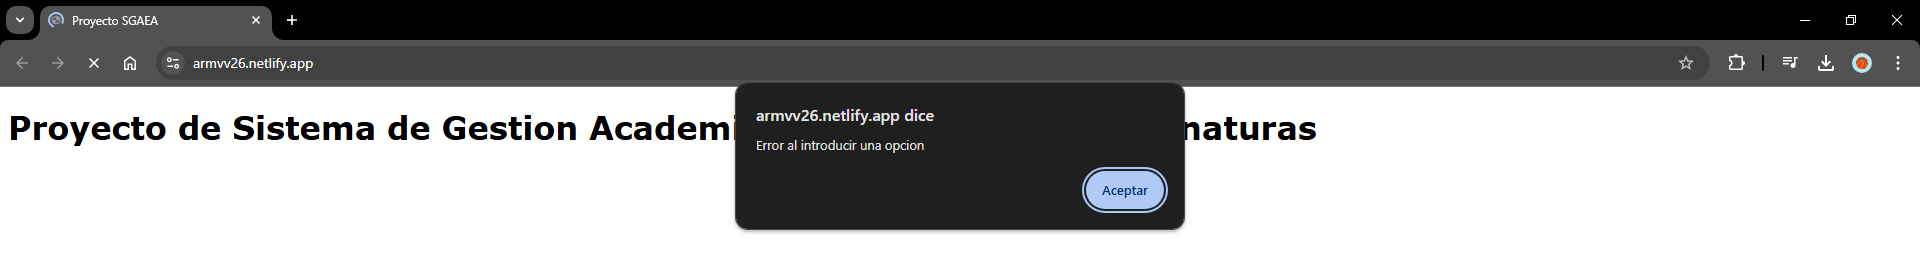 Proyecto SGAEA
armvv26.netlify.app
armvv26.netlify.app dice
Proyecto de Sistema de Gestion Academi naturas
Error al introducir una opcion
Aceptar